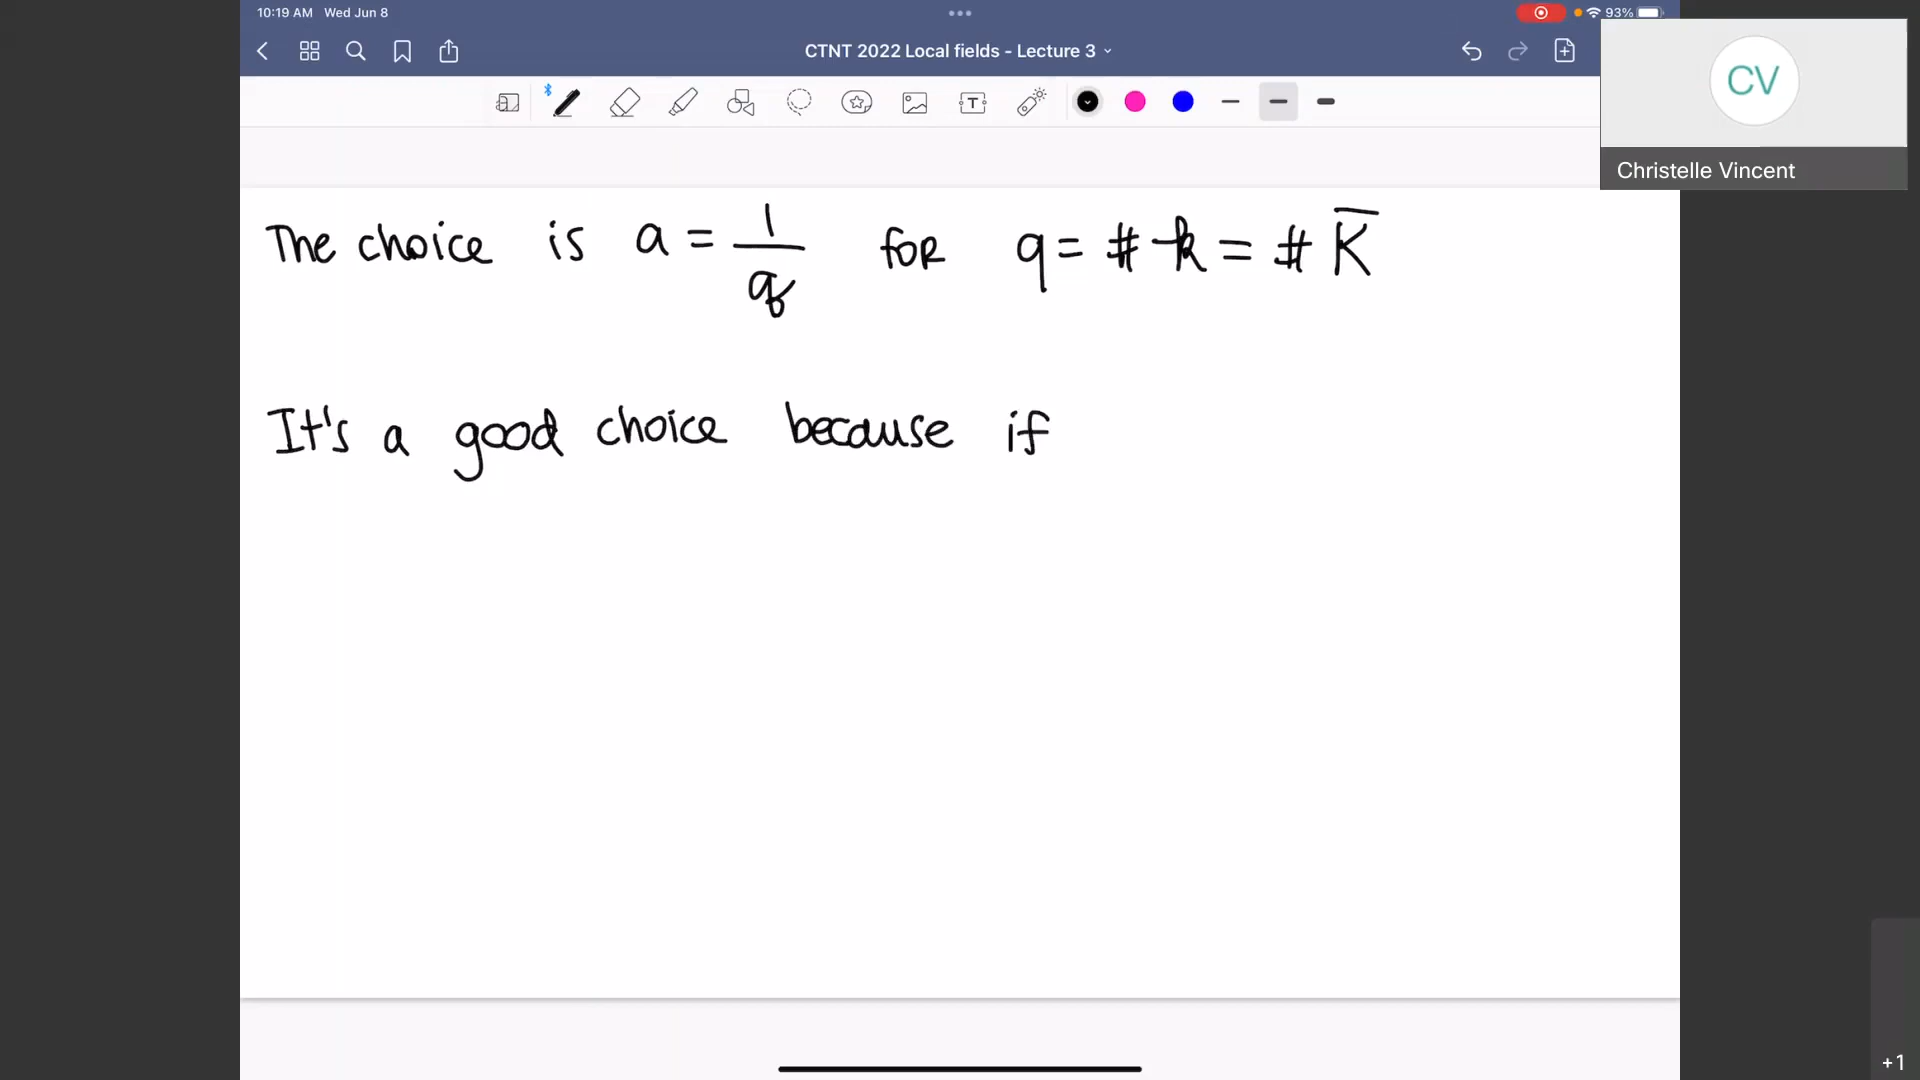 10:19 AM Wed Jun 8
93%
CTNT 2022 Local fields - Lecture 3
T
CV
Christelle Vincent
The choice is a = 1/q for q = # k = # K̅
It's a good choice because if
+1